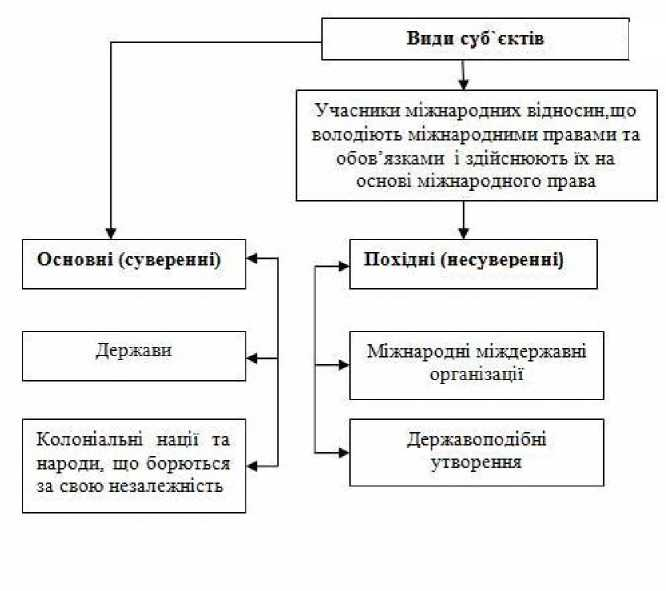 Види суб`єктів
Учасники міжнародних відносин,що
володіють міжнародними правами та
обов’язками і здійснюють їх на
основі міжнародного права
Основні (суверенні)
Похідні (несуверенні)
Держави
Міжнародні міждержавні
організації
Колоніальні нації та
народи, що борються
за свою незалежність
Державоподібні
утворення